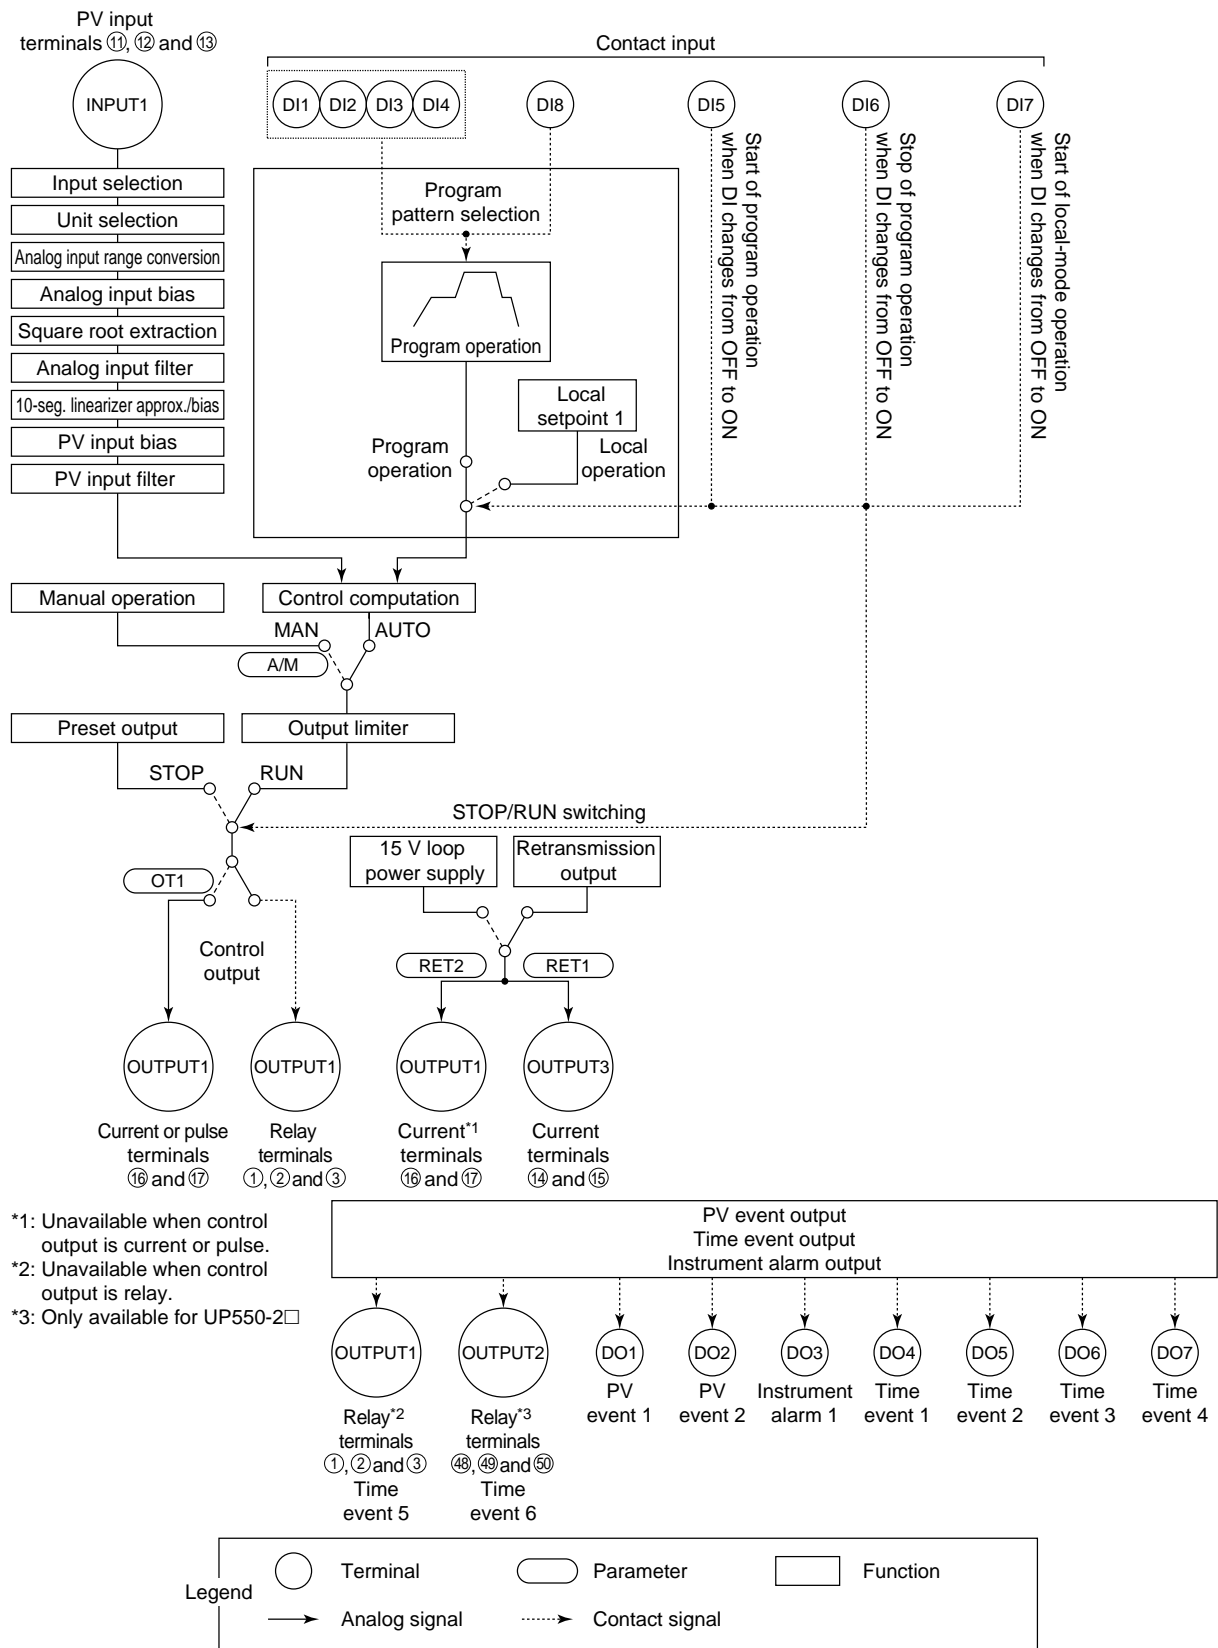 PV input
terminals ⑪, ⑫ and ⑬
Contact input
INPUT1
DI1
DI2
DI3
DI4
DI8
DI5
DI6
DI7
Start of program operation
when DI changes from OFF to ON
Stop of program operation
when DI changes from OFF to ON
Start of local-mode operation
when DI changes from OFF to ON
Input selection
Unit selection
Analog input range conversion
Analog input bias
Square root extraction
Analog input filter
10-seg. linearizer approx./bias
PV input bias
PV input filter
Program
pattern selection
Program operation
Local
setpoint 1
Program
operation
Local
operation
Manual operation
Control computation
MAN
AUTO
A/M
Preset output
Output limiter
STOP
RUN
STOP/RUN switching
15 V loop
power supply
Retransmission
output
OT1
Control
output
RET2
RET1
OUTPUT1
OUTPUT1
OUTPUT1
OUTPUT3
Current or pulse
terminals
⑯ and ⑰
Relay
terminals
①, ② and ③
Current*1
terminals
⑯ and ⑰
Current
terminals
⑭ and ⑮
*1: Unavailable when control
output is current or pulse.
*2: Unavailable when control
output is relay.
*3: Only available for UP550-2□
PV event output
Time event output
Instrument alarm output
OUTPUT1
OUTPUT2
DO1
DO2
DO3
DO4
DO5
DO6
DO7
Relay*2
terminals
①, ② and ③
Time
event 5
Relay*3
terminals
㊽, ㊾ and ㊿
Time
event 6
PV
event 1
PV
event 2
Instrument
alarm 1
Time
event 1
Time
event 2
Time
event 3
Time
event 4
Legend
Terminal
Parameter
Function
Analog signal
Contact signal